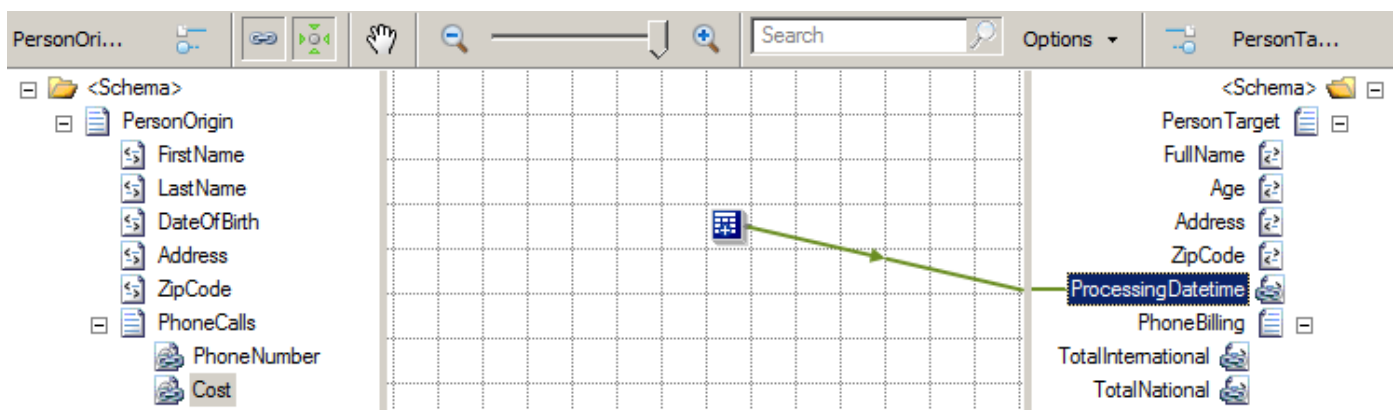 PersonOri... Search Options PersonTa...
<Schema> <Schema>
PersonOrigin PersonTarget
FirstName FullName
LastName Age
DateOfBirth Address
Address ZipCode
ZipCode ProcessingDatetime
PhoneCalls PhoneBilling
PhoneNumber TotalInternational
Cost TotalNational